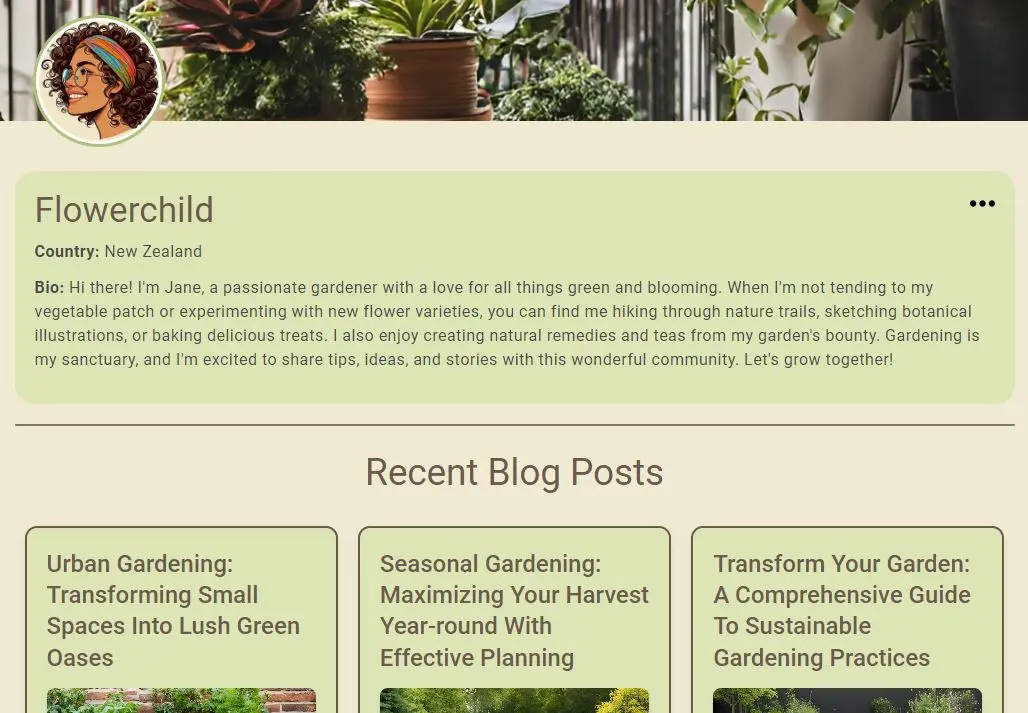 Flowerchild
Country: New Zealand
Bio: Hi there! I'm Jane, a passionate gardener with a love for all things green and blooming. When I'm not tending to my
vegetable patch or experimenting with new flower varieties, you can find me hiking through nature trails, sketching botanical
illustrations, or baking delicious treats. I also enjoy creating natural remedies and teas from my garden's bounty. Gardening is
my sanctuary, and I'm excited to share tips, ideas, and stories with this wonderful community. Let's grow together!
Recent Blog Posts
Urban Gardening:
Transforming Small
Spaces Into Lush Green
Oases
Seasonal Gardening:
Maximizing Your Harvest
Year-round With
Effective Planning
Transform Your Garden:
A Comprehensive Guide
To Sustainable
Gardening Practices